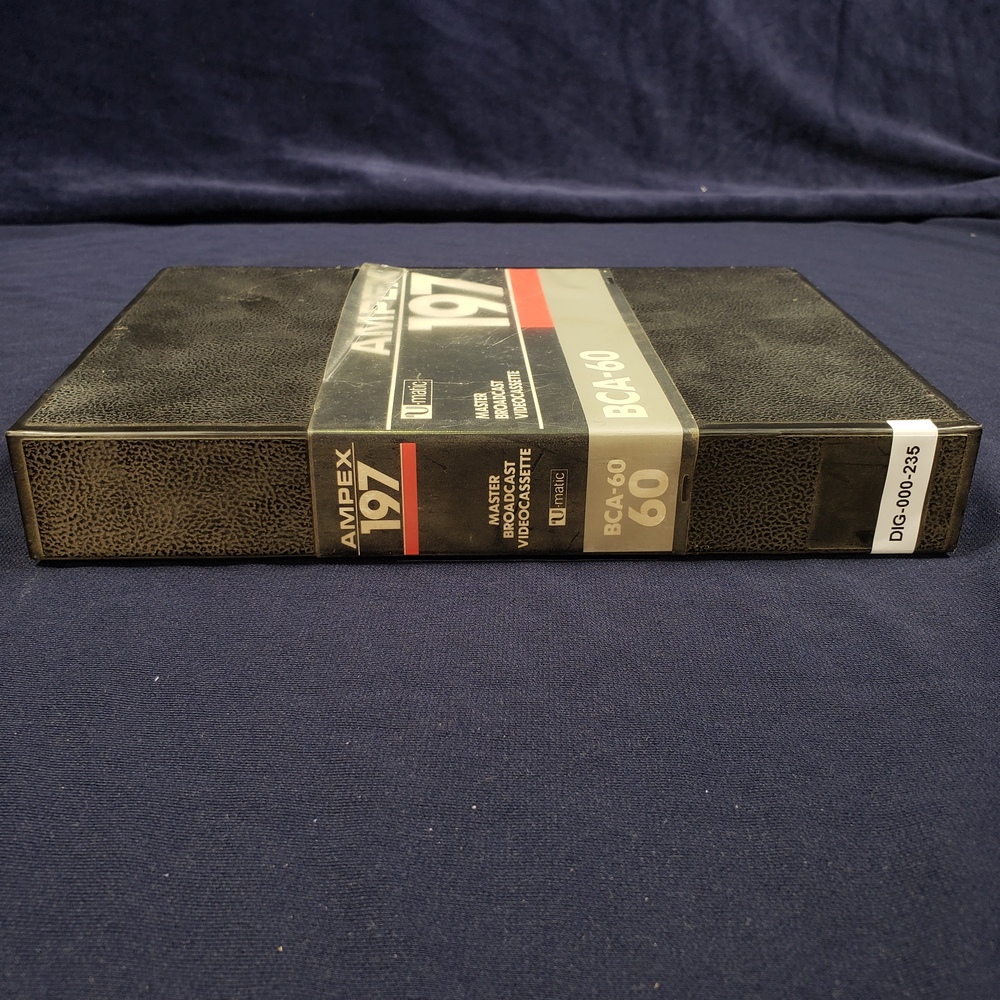 AMPEX
197
U-matic
MASTER
BROADCAST
VIDEOCASSETTE
BCA-60
AMPEX
197
MASTER
BROADCAST
VIDEOCASSETTE
U-matic
BCA-60
60
DIG-000-235